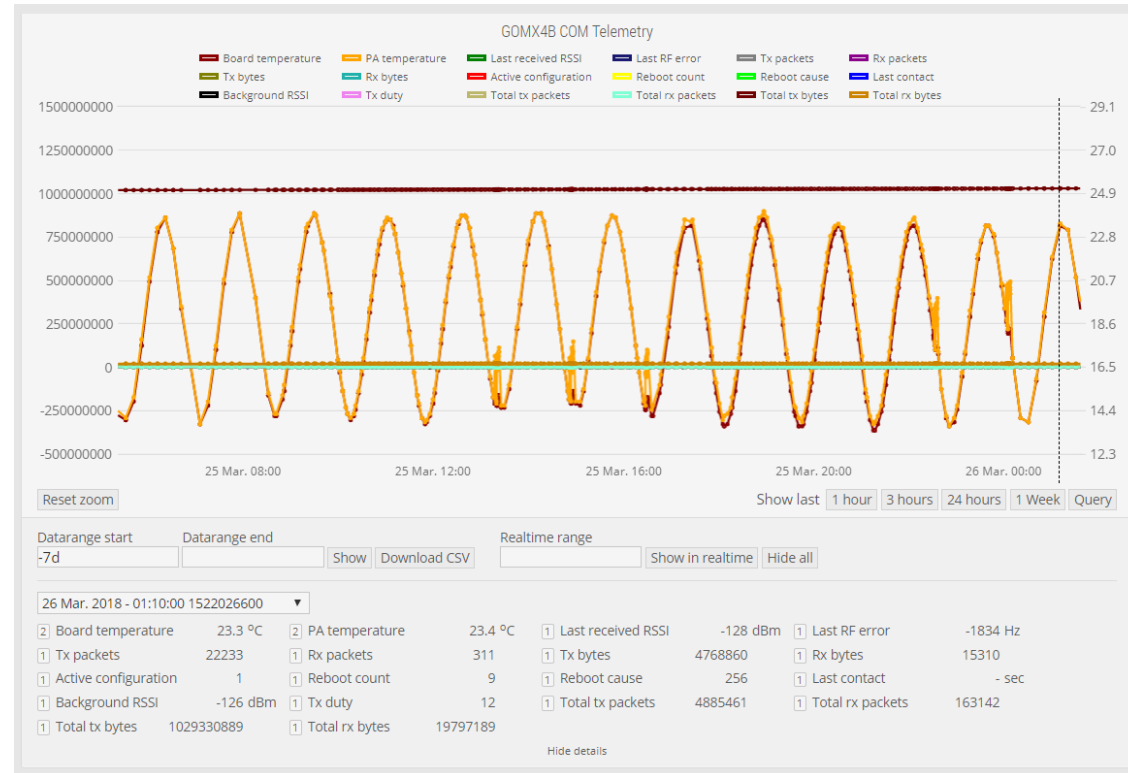 GOMX4B COM Telemetry
Board temperature PA temperature Last received RSSI Last RF error Tx packets Rx packets
Tx bytes Rx bytes Active configuration Reboot count Reboot cause Last contact
Background RSSI Tx duty Total tx packets Total rx packets Total tx bytes Total rx bytes
1500000000 29.1
1250000000 27.0
1000000000 24.9
750000000 22.8
500000000 20.7
250000000 18.6
0 16.5
-250000000 14.4
-500000000 12.3
25 Mar. 08:00 25 Mar. 12:00 25 Mar. 16:00 25 Mar. 20:00 26 Mar. 00:00
Reset zoom Show last 1 hour 3 hours 24 hours 1 Week Query
Datarange start Datarange end Realtime range
-7d Show Download CSV Show in realtime Hide all
26 Mar. 2018 - 01:10:00 1522026600 ▼
2 Board temperature 23.3 ºC 2 PA temperature 23.4 ºC 1 Last received RSSI -128 dBm 1 Last RF error -1834 Hz
1 Tx packets 22233 1 Rx packets 311 1 Tx bytes 4768860 1 Rx bytes 15310
1 Active configuration 1 1 Reboot count 9 1 Reboot cause 256 1 Last contact - sec
1 Background RSSI -126 dBm 1 Tx duty 12 1 Total tx packets 4885461 1 Total rx packets 163142
1 Total tx bytes 1029330889 1 Total rx bytes 19797189
Hide details